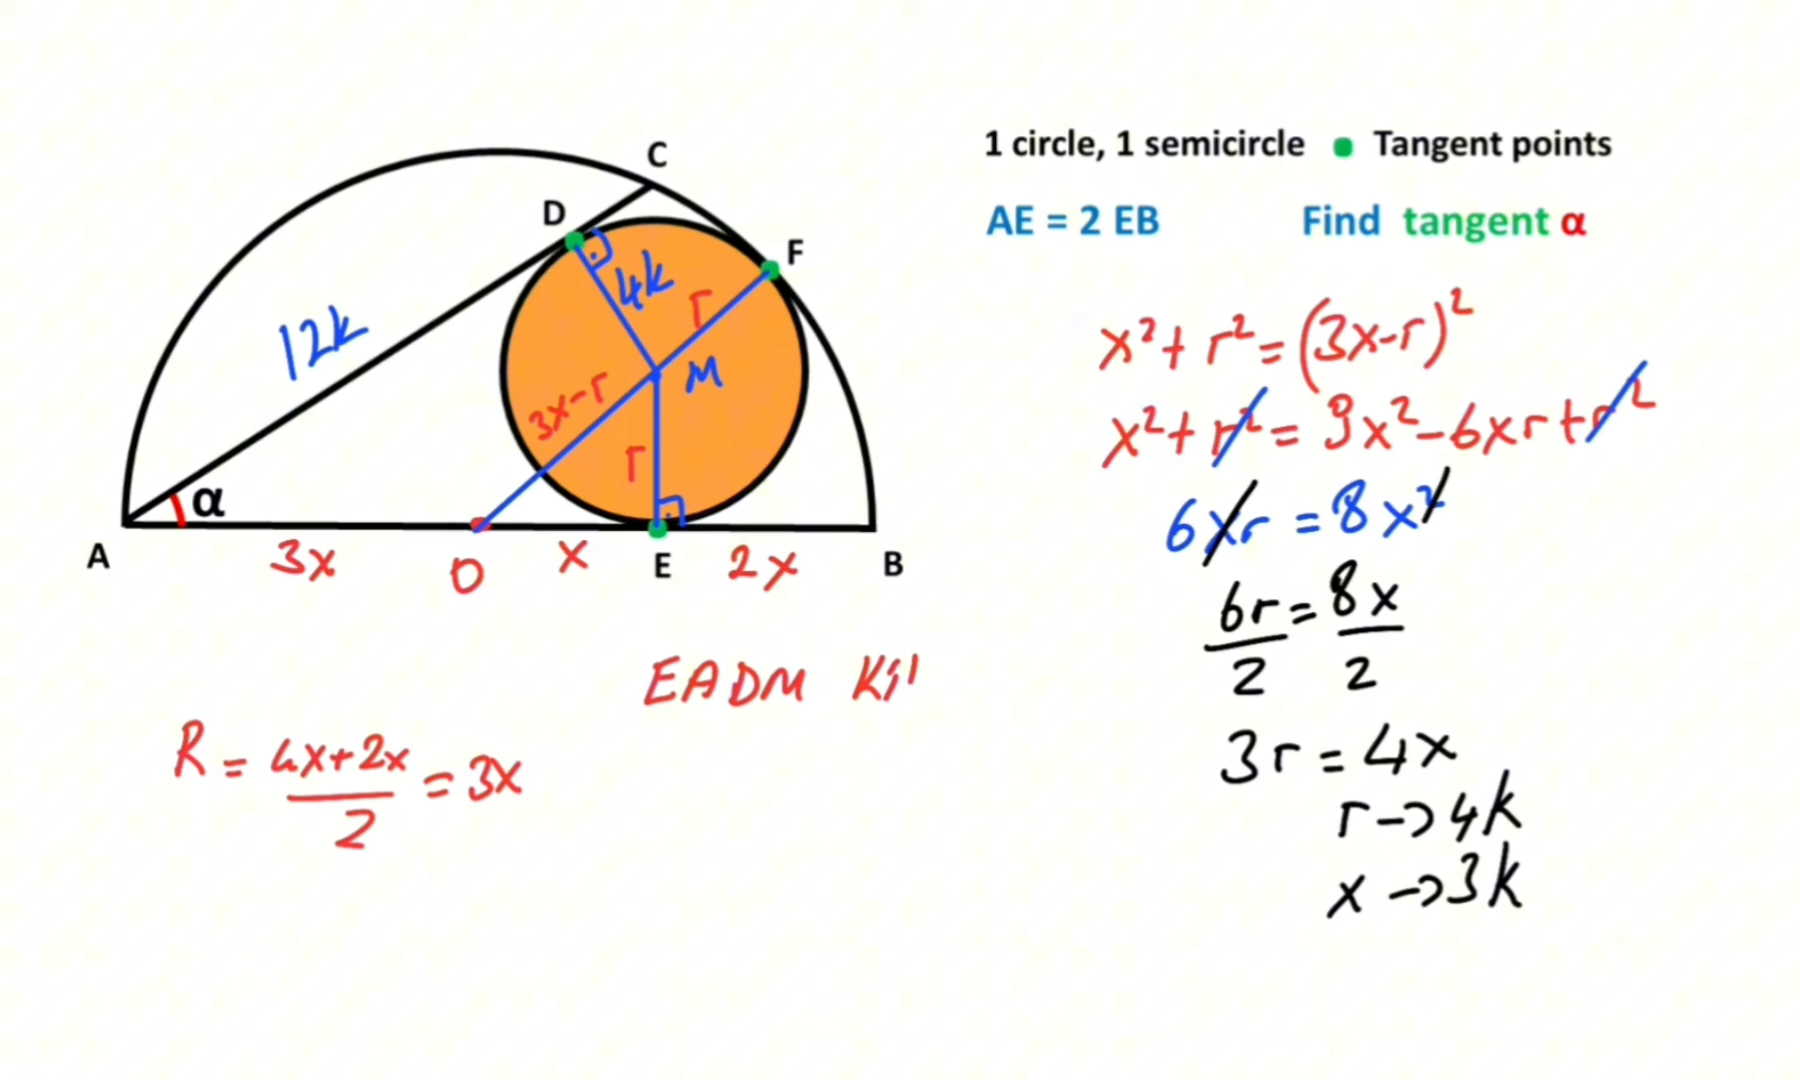 1 circle, 1 semicircle Tangent points
AE = 2 EB Find tangent α
C
D
F
4k
r
12k
M
3x-r
r
α
A
3x
O
x
E
2x
B
x² + r² = (3x-r)²
x² + r² = 9x² - 6xr + r²
6xr = 8x²
6r/2 = 8x/2
3r = 4x
r → 4k
x → 3k
EADM Ki
R = 4x+2x/2 = 3x